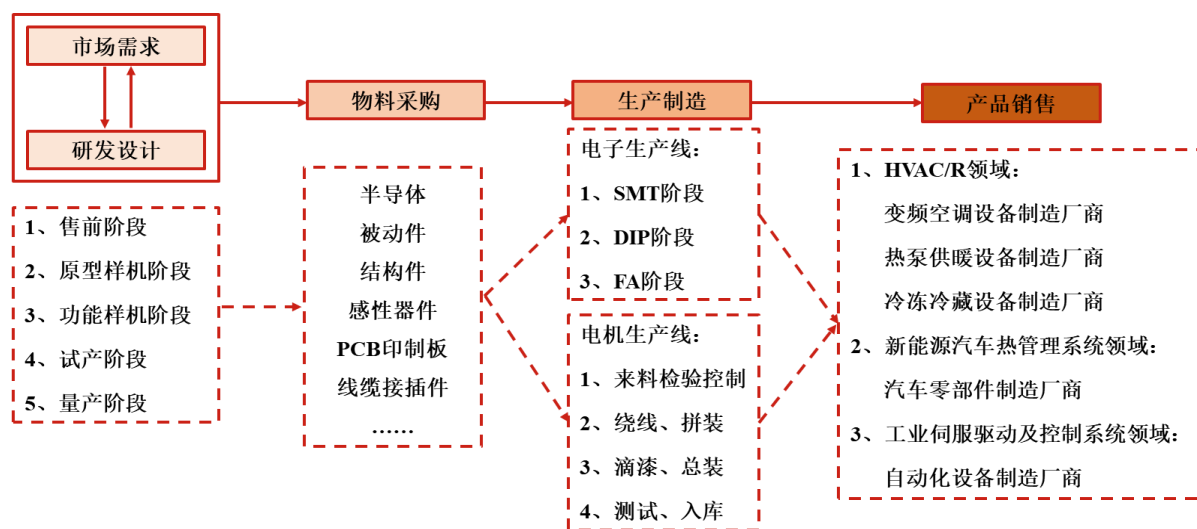 市场需求
研发设计
物料采购
生产制造
产品销售
1、售前阶段
2、原型样机阶段
3、功能样机阶段
4、试产阶段
5、量产阶段
半导体
被动件
结构件
感性器件
PCB印制板
线缆接插件
……
电子生产线：
1、SMT阶段
2、DIP阶段
3、FA阶段
电机生产线：
1、来料检验控制
2、绕线、拼装
3、滴漆、总装
4、测试、入库
1、HVAC/R领域：
变频空调设备制造厂商
热泵供暖设备制造厂商
冷冻冷藏设备制造厂商
2、新能源汽车热管理系统领域：
汽车零部件制造厂商
3、工业伺服驱动及控制系统领域：
自动化设备制造厂商